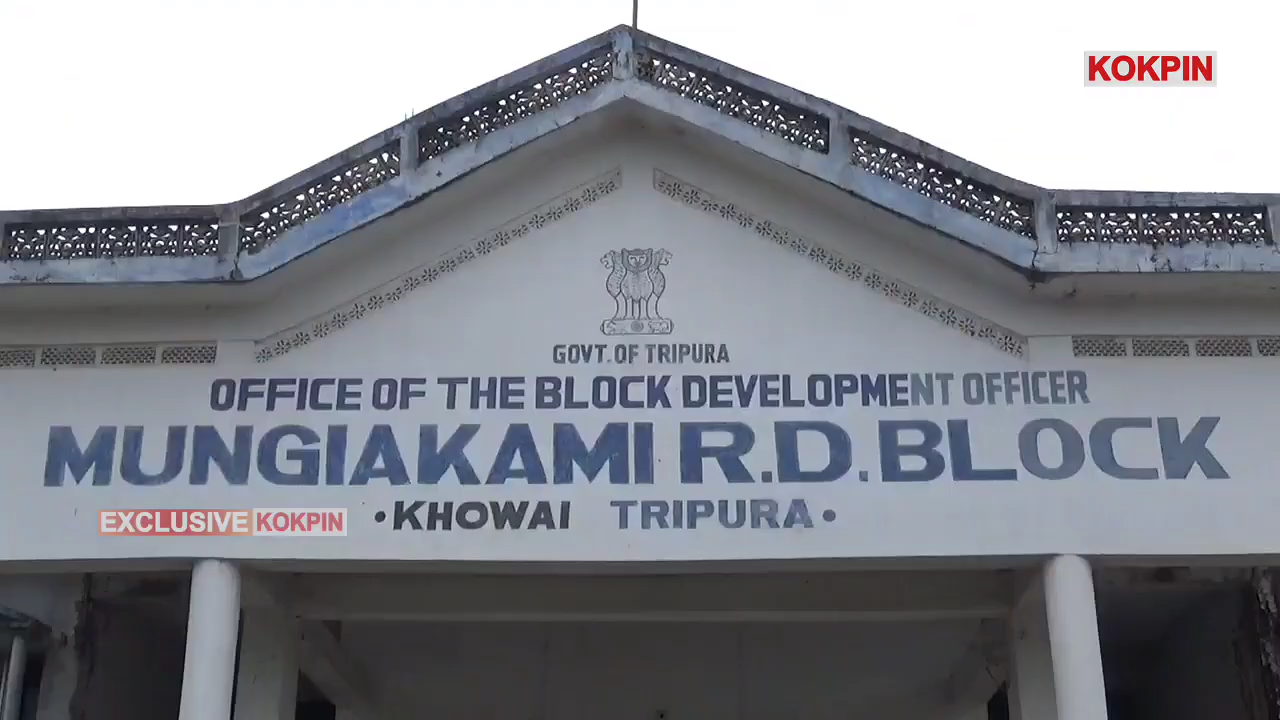 KOKPIN
GOVT. OF TRIPURA
OFFICE OF THE BLOCK DEVELOPMENT OFFICER
MUNGIAKAMI R.D. BLOCK
• KHOWAI TRIPURA •
EXCLUSIVE KOKPIN